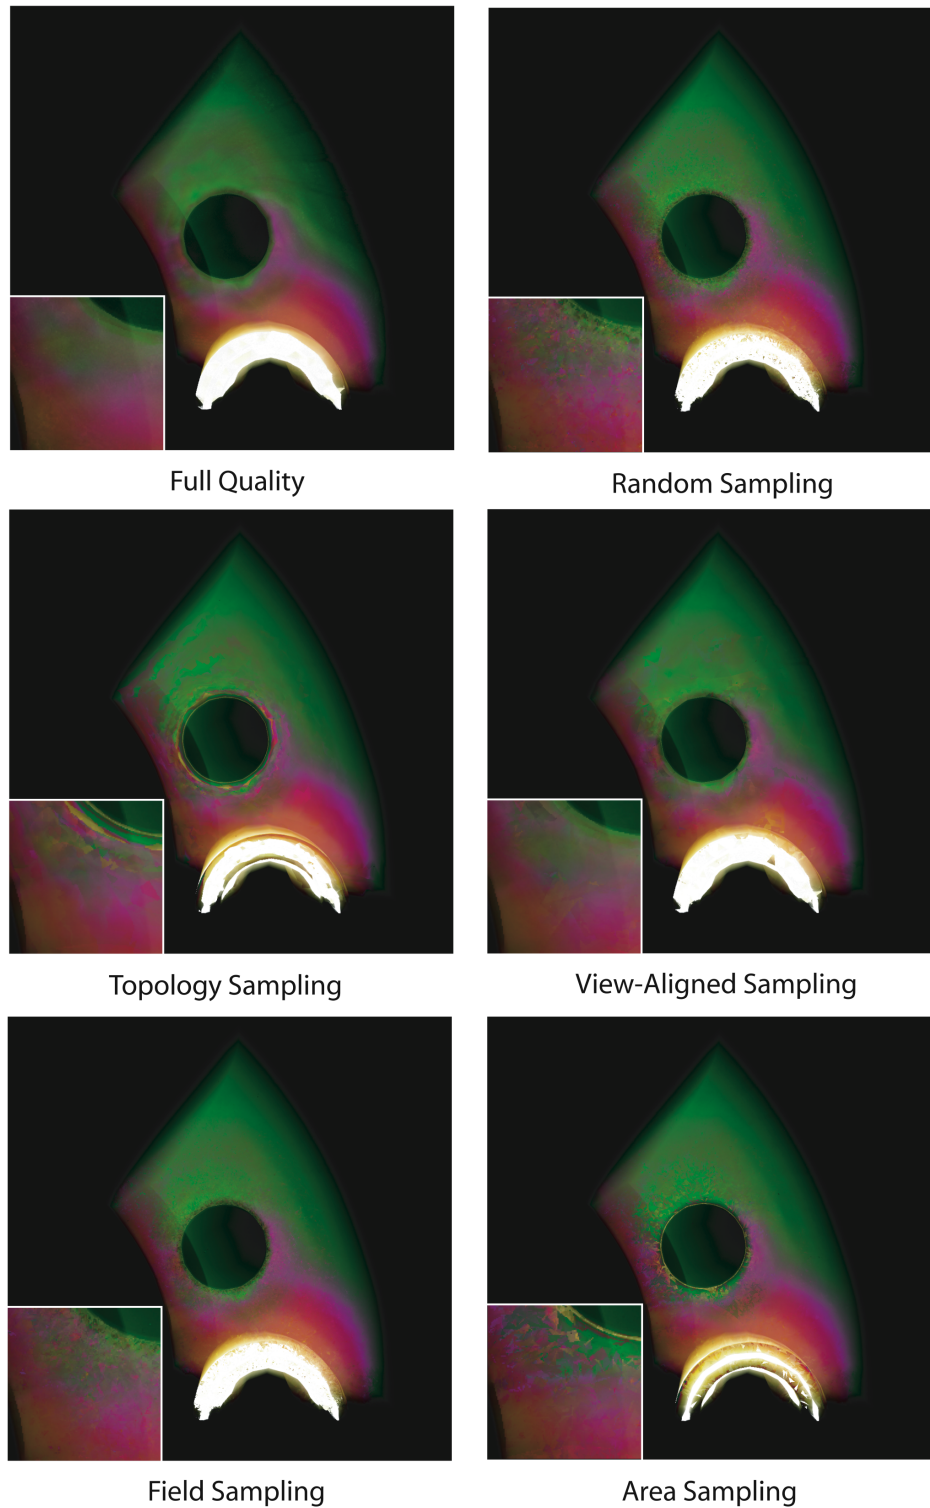 Full Quality
Random Sampling
Topology Sampling
View-Aligned Sampling
Field Sampling
Area Sampling